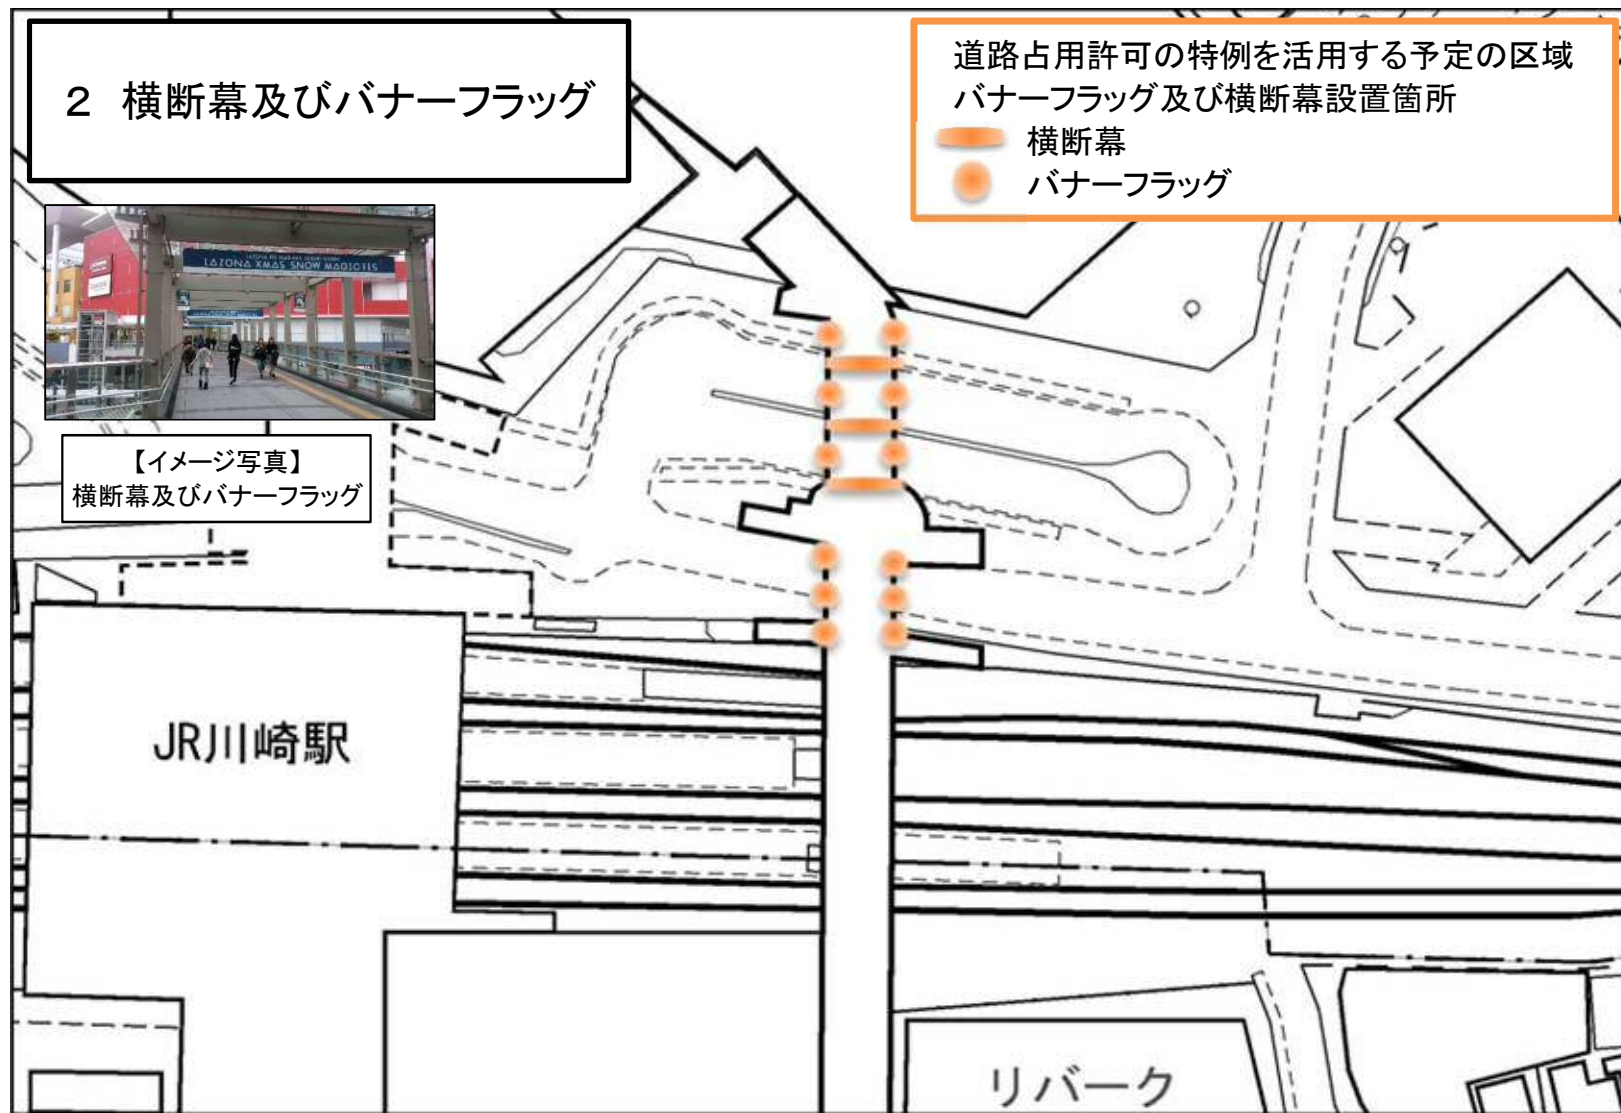 ２ 横断幕及びバナーフラッグ
道路占用許可の特例を活用する予定の区域
バナーフラッグ及び横断幕設置箇所
横断幕
バナーフラッグ
LAZONA XMAS SNOW MAGIC
【イメージ写真】
横断幕及びバナーフラッグ
JR川崎駅
リバーク